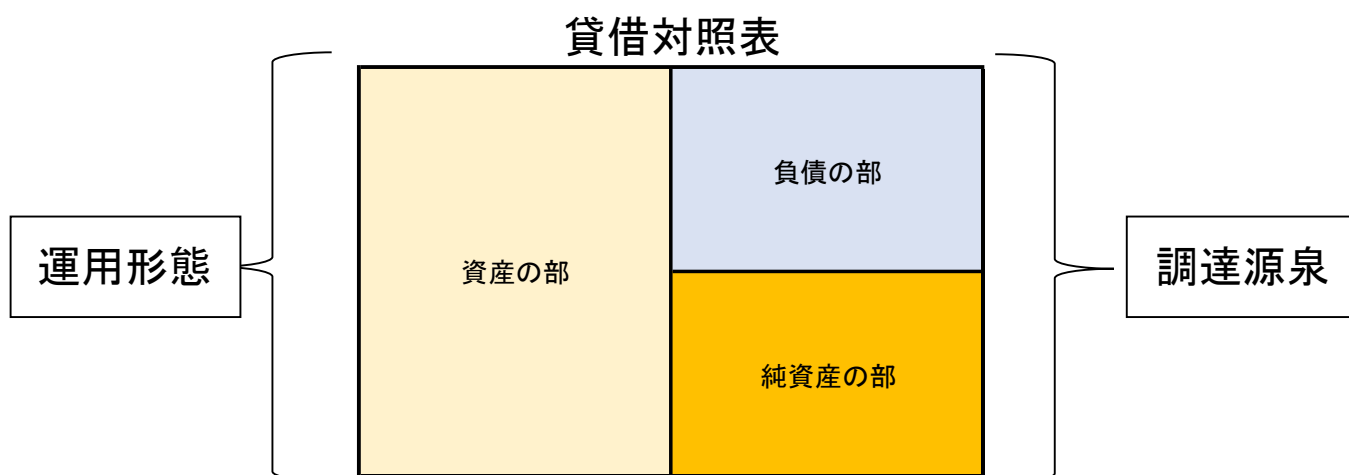 貸借対照表
運用形態
資産の部
負債の部
純資産の部
調達源泉